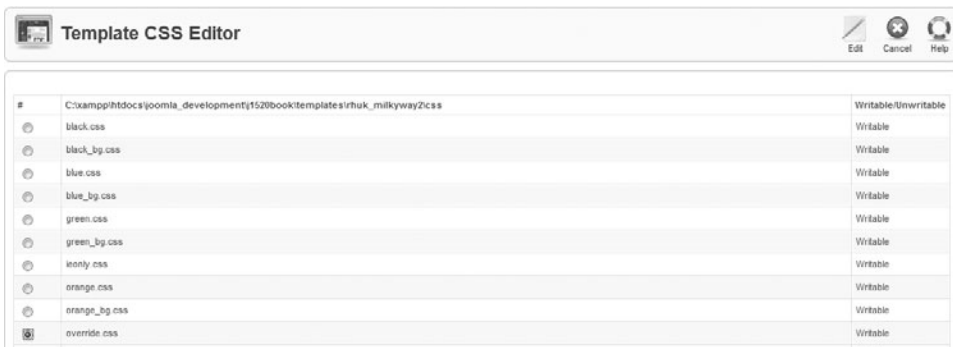 Template CSS Editor
Edit Cancel Help
# C:\xampp\htdocs\joomla_development\j1520book\templates\rhuk_milkyway2\css Writable/Unwritable
black.css Writable
black_bg.css Writable
blue.css Writable
blue_bg.css Writable
green.css Writable
green_bg.css Writable
ieonly.css Writable
orange.css Writable
orange_bg.css Writable
override.css Writable